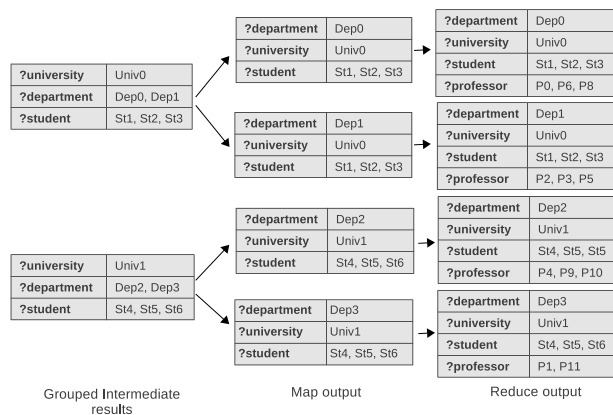 ?university Univ0
?department Dep0, Dep1
?student St1, St2, St3
?university Univ1
?department Dep2, Dep3
?student St4, St5, St6
Grouped Intermediate
results
?department Dep0
?university Univ0
?student St1, St2, St3
?department Dep1
?university Univ0
?student St1, St2, St3
?department Dep2
?university Univ1
?student St4, St5, St6
?department Dep3
?university Univ1
?student St4, St5, St6
Map output
?department Dep0
?university Univ0
?student St1, St2, St3
?professor P0, P6, P8
?department Dep1
?university Univ0
?student St1, St2, St3
?professor P2, P3, P5
?department Dep2
?university Univ1
?student St4, St5, St5
?professor P4, P9, P10
?department Dep3
?university Univ1
?student St4, St5, St6
?professor P1, P11
Reduce output